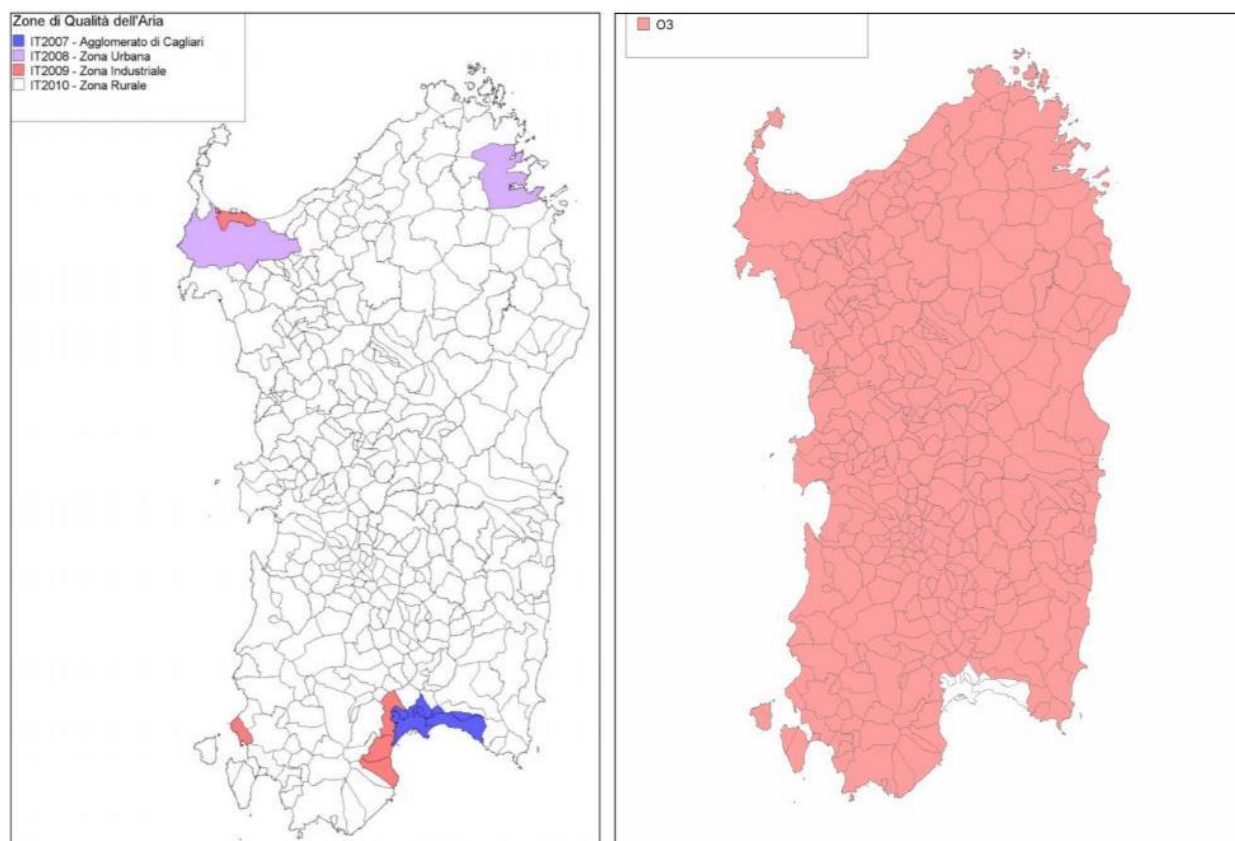 Zone di Qualità dell'Aria
IT2007 - Agglomerato di Cagliari
IT2008 - Zona Urbana
IT2009 - Zona Industriale
IT2010 - Zona Rurale
O3